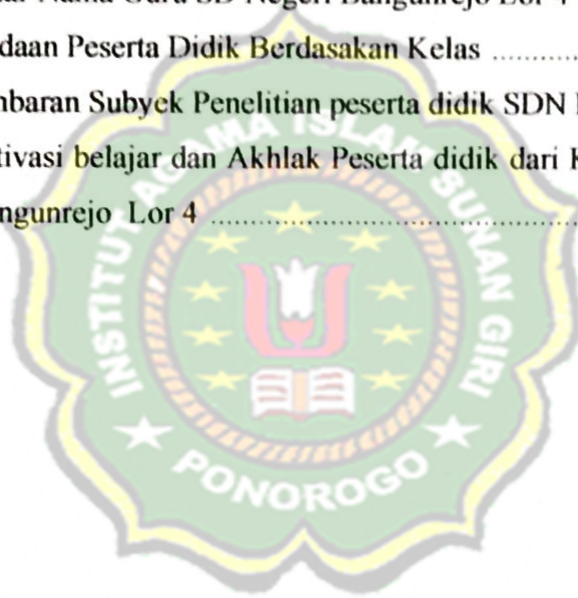 Nama Guru SD Negeri Bangunrejo Lor 4
daan Peserta Didik Berdasakan Kelas ............
nbaran Subyek Penelitian peserta didik SDN
tivasi belajar dan Akhlak Peserta didik dari K
ngunrejo Lor 4 ............................................................
INSTITUT AGAMA ISLAM SUNAN GIRI
PONOROGO